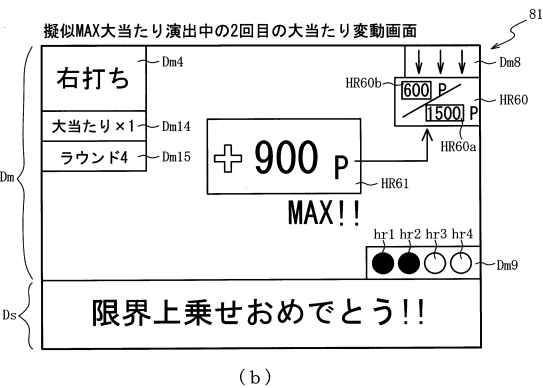 擬似MAX大当たり演出中の2回目の大当たり変動画面
81
右打ち
Dm4
Dm8
HR60b
600 P
HR60
1500 P
HR60a
大当たり×1
Dm14
ラウンド4
Dm15
Dm
+900 P
HR61
MAX!!
hr1 hr2 hr3 hr4
Dm9
Ds
限界上乗せおめでとう!!
(b)